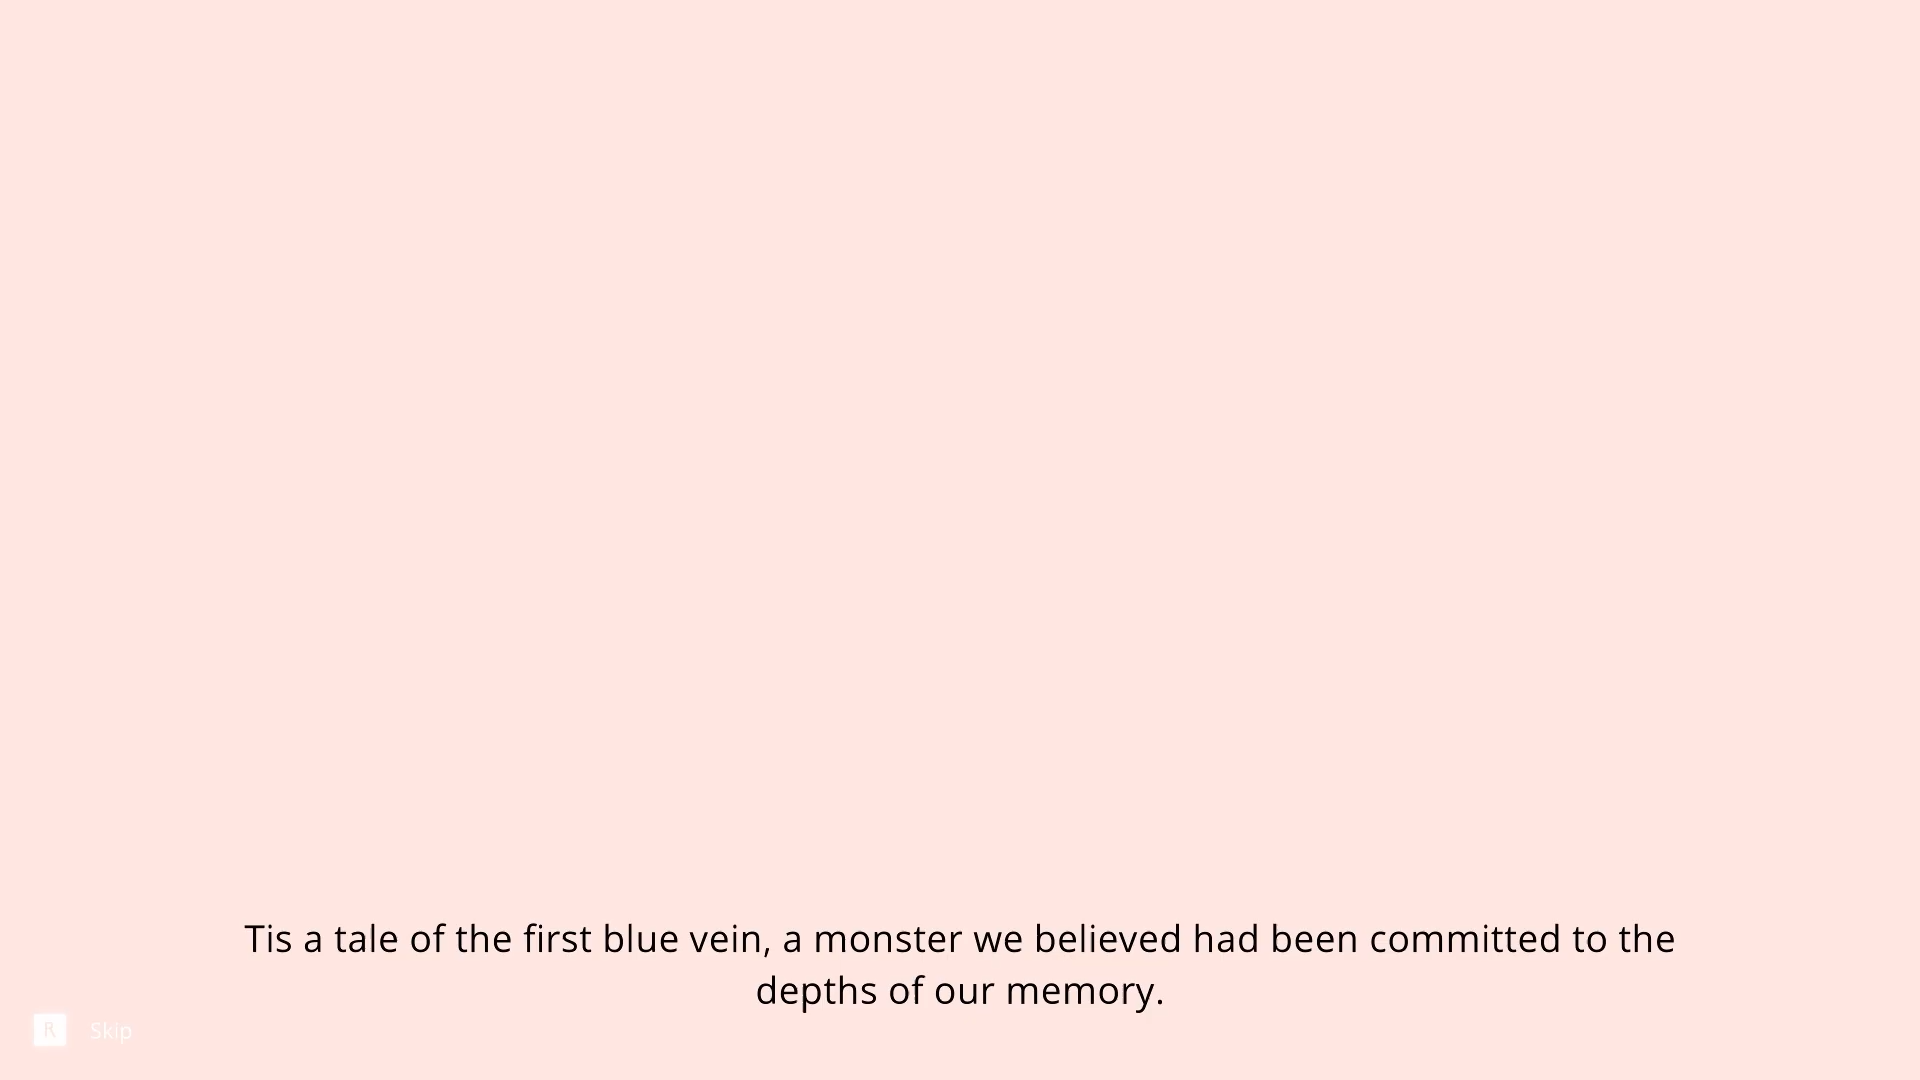 Tis a tale of the first blue vein, a monster we believed had been committed to the
depths of our memory.
R Skip